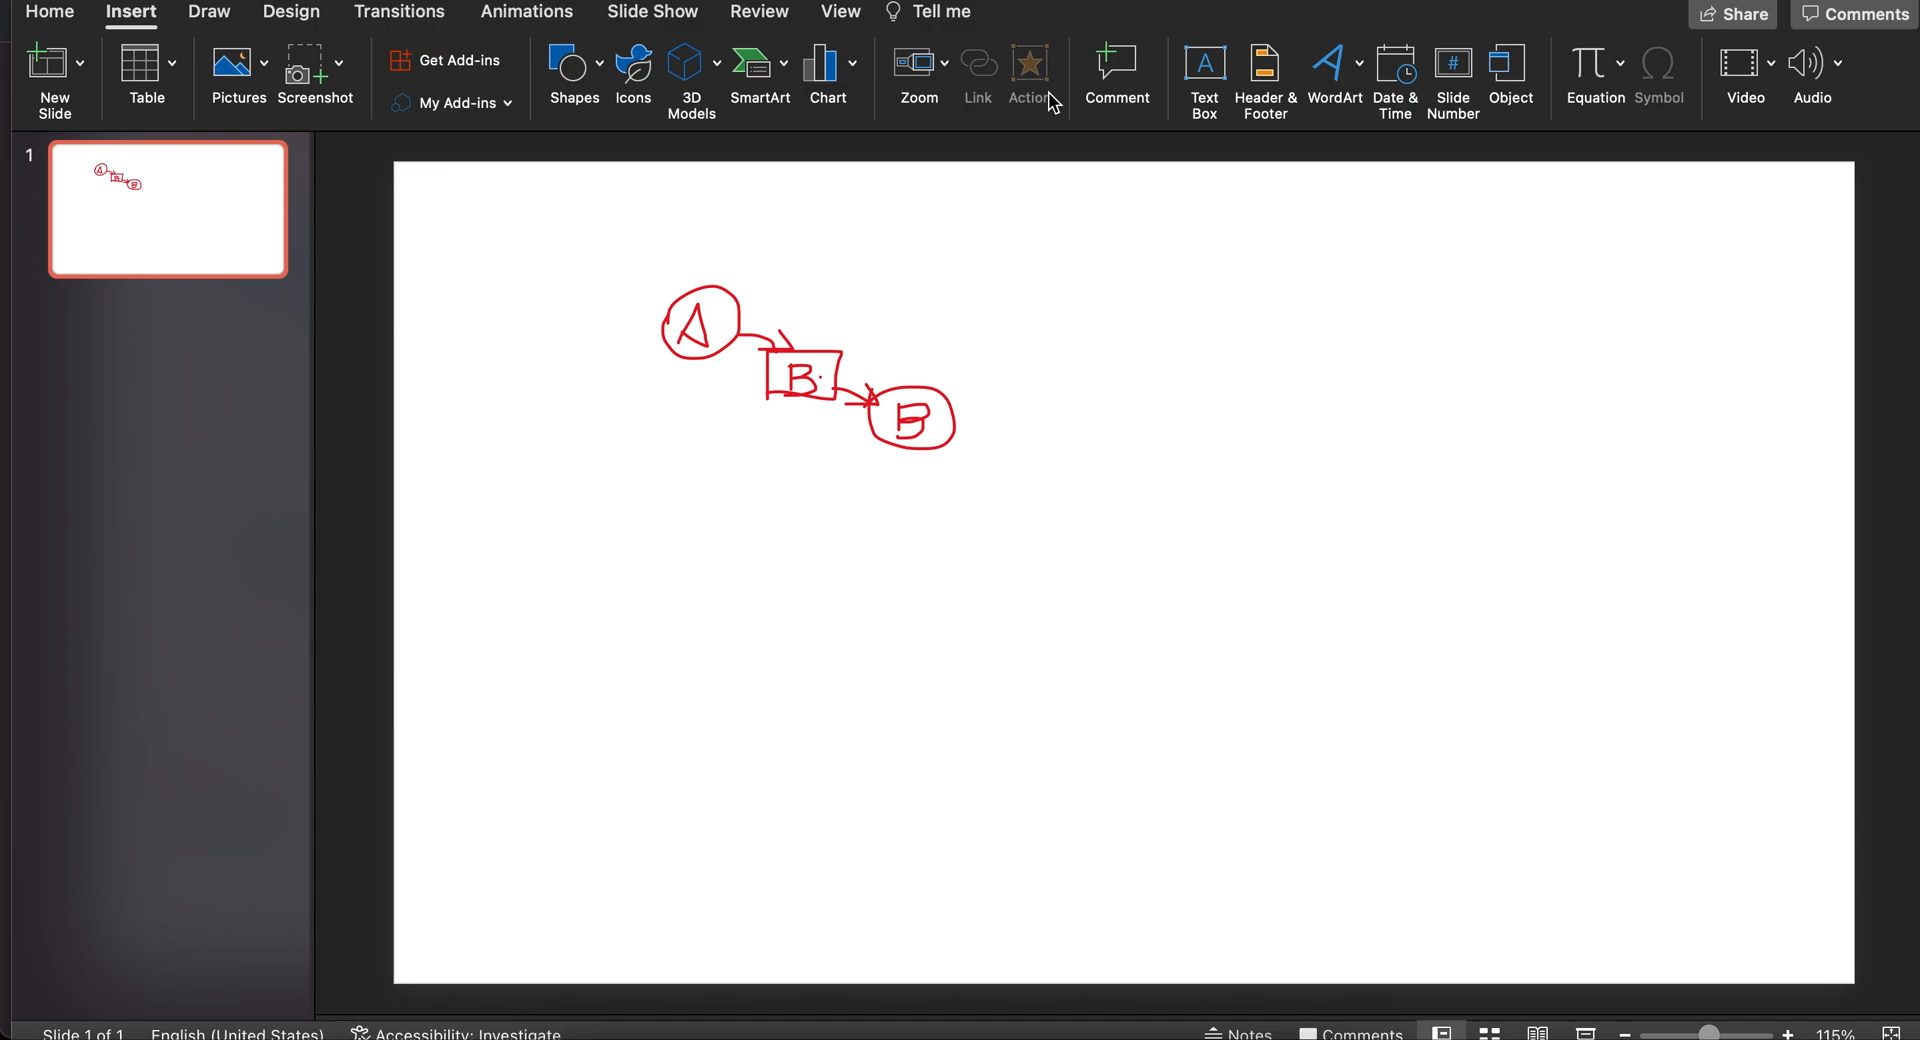 Home Insert Draw Design Transitions Animations Slide Show Review View Tell me Share Comments
New Slide Table Pictures Screenshot Get Add-ins My Add-ins Shapes Icons 3D Models SmartArt Chart Zoom Link Action Comment A Text Box Header & Footer A WordArt Date & Time # Slide Number Object π Equation Ω Symbol Video Audio
1
A
B
B
A
B
B
Slide 1 of 1 English (United States) Accessibility: Investigate Notes Comments 115%